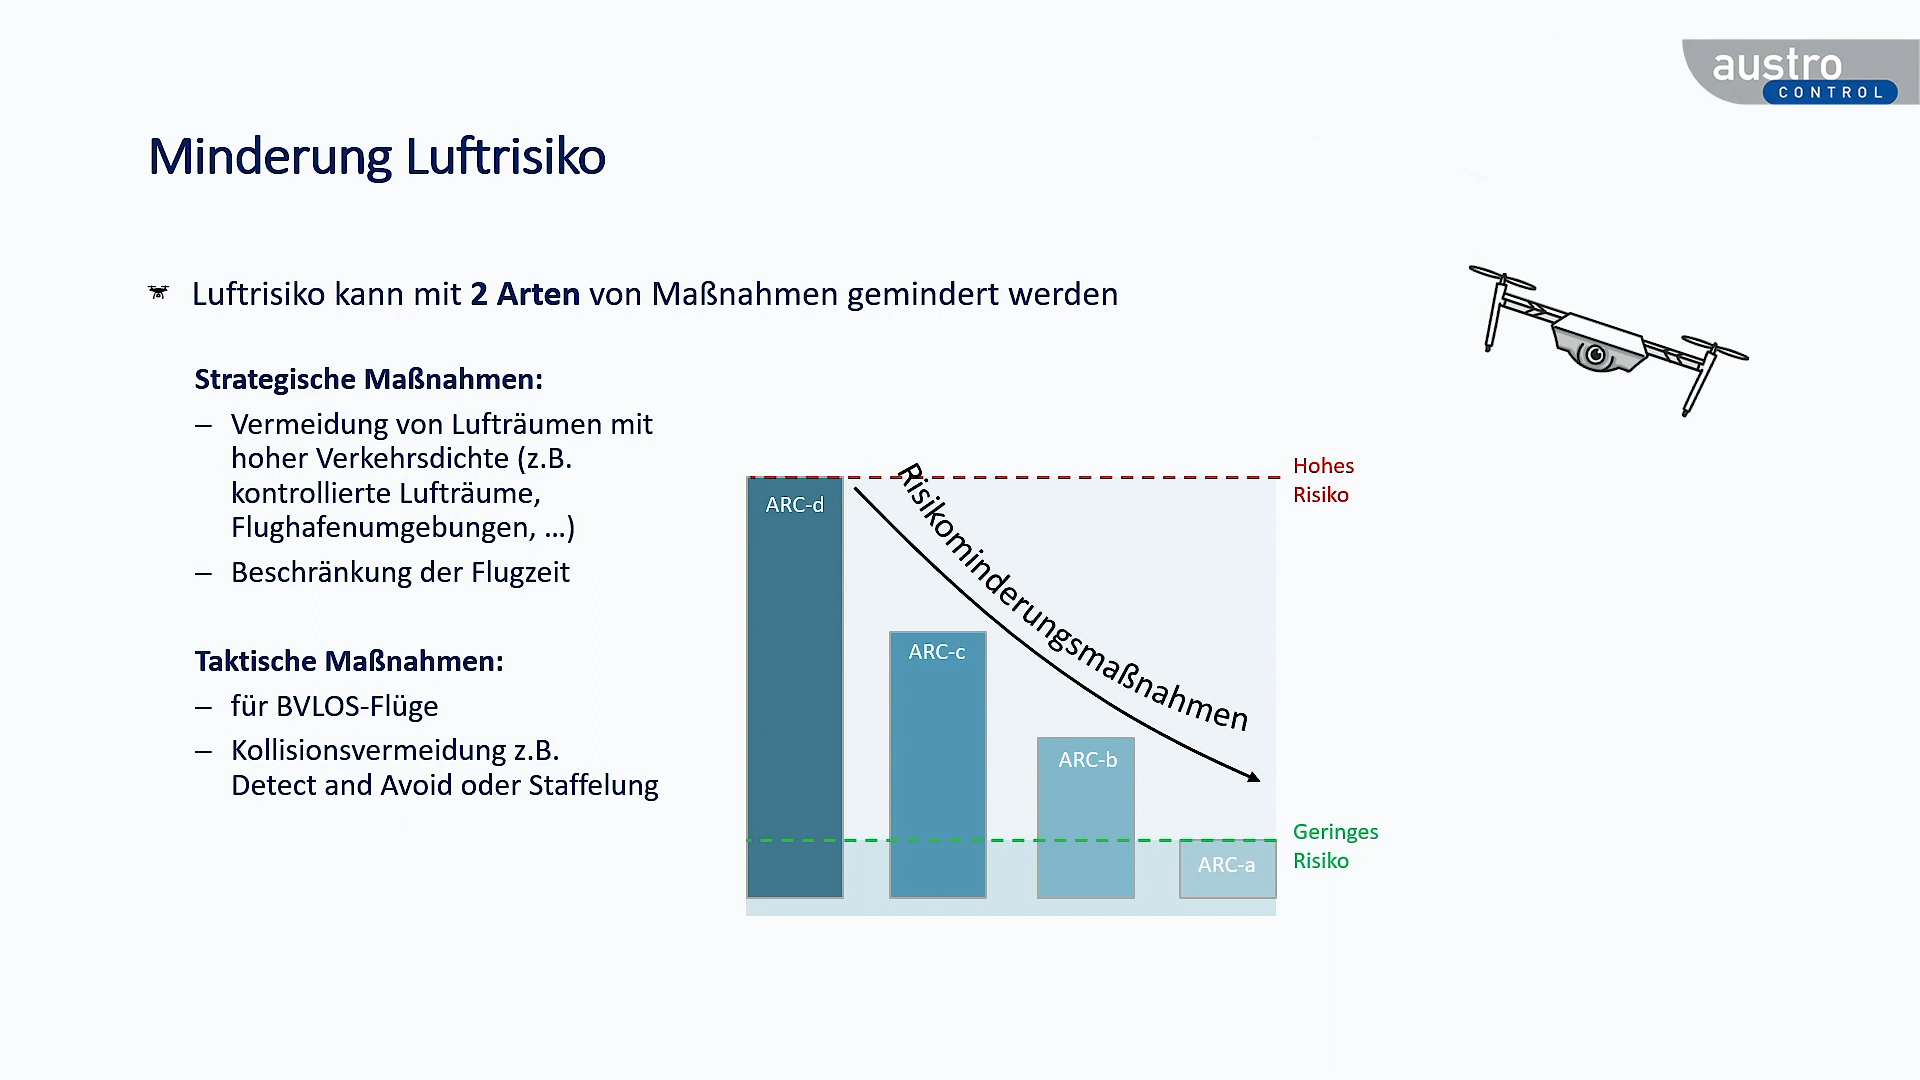 austro
CONTROL
Minderung Luftrisiko
Luftrisiko kann mit 2 Arten von Maßnahmen gemindert werden
Strategische Maßnahmen:
– Vermeidung von Lufträumen mit
hoher Verkehrsdichte (z.B.
kontrollierte Lufträume,
Flughafenumgebungen, ...)
– Beschränkung der Flugzeit
Taktische Maßnahmen:
– für BVLOS-Flüge
– Kollisionsvermeidung z.B.
Detect and Avoid oder Staffelung
Hohes
Risiko
ARC-d
Risikominderungsmaßnahmen
ARC-c
ARC-b
ARC-a
Geringes
Risiko